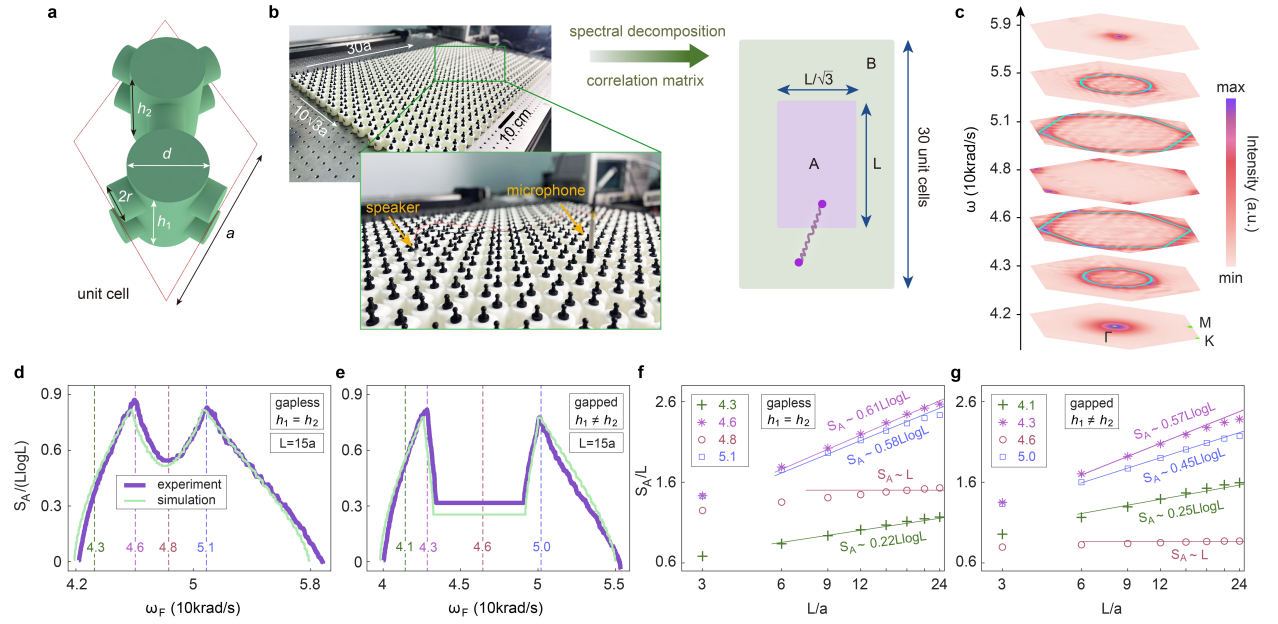 a
h₂
d
2r
h₁
a
unit cell
b
30a
10√3a
10 cm
speaker
microphone
spectral decomposition
correlation matrix
B
L/√3
A
L
30 unit cells
c
ω (10krad/s)
5.9
5.5
5.1
4.6
4.3
4.2
Γ
M
K
max
Intensity (a.u.)
min
d
S_A/(LlogL)
0.9
0.6
0.3
0
gapless
h₁ = h₂
L=15a
experiment
simulation
4.3
4.6
4.8
5.1
4.2
5
5.8
ω_F (10krad/s)
e
0.9
0.6
0.3
0
gapped
h₁ ≠ h₂
L=15a
4.1
4.3
4.6
5.0
4
4.5
5
5.5
ω_F (10krad/s)
f
S_A/L
2.6
1.6
0.6
4.3
4.6
4.8
5.1
gapless
h₁ = h₂
S_A ~ 0.61LlogL
S_A ~ 0.58LlogL
S_A ~ L
S_A ~ 0.22LlogL
3
6
9
12
24
L/a
g
2.6
1.6
0.6
4.1
4.3
4.6
5.0
gapped
h₁ ≠ h₂
S_A ~ 0.57LlogL
S_A ~ 0.45LlogL
S_A ~ 0.25LlogL
S_A ~ L
3
6
9
12
24
L/a